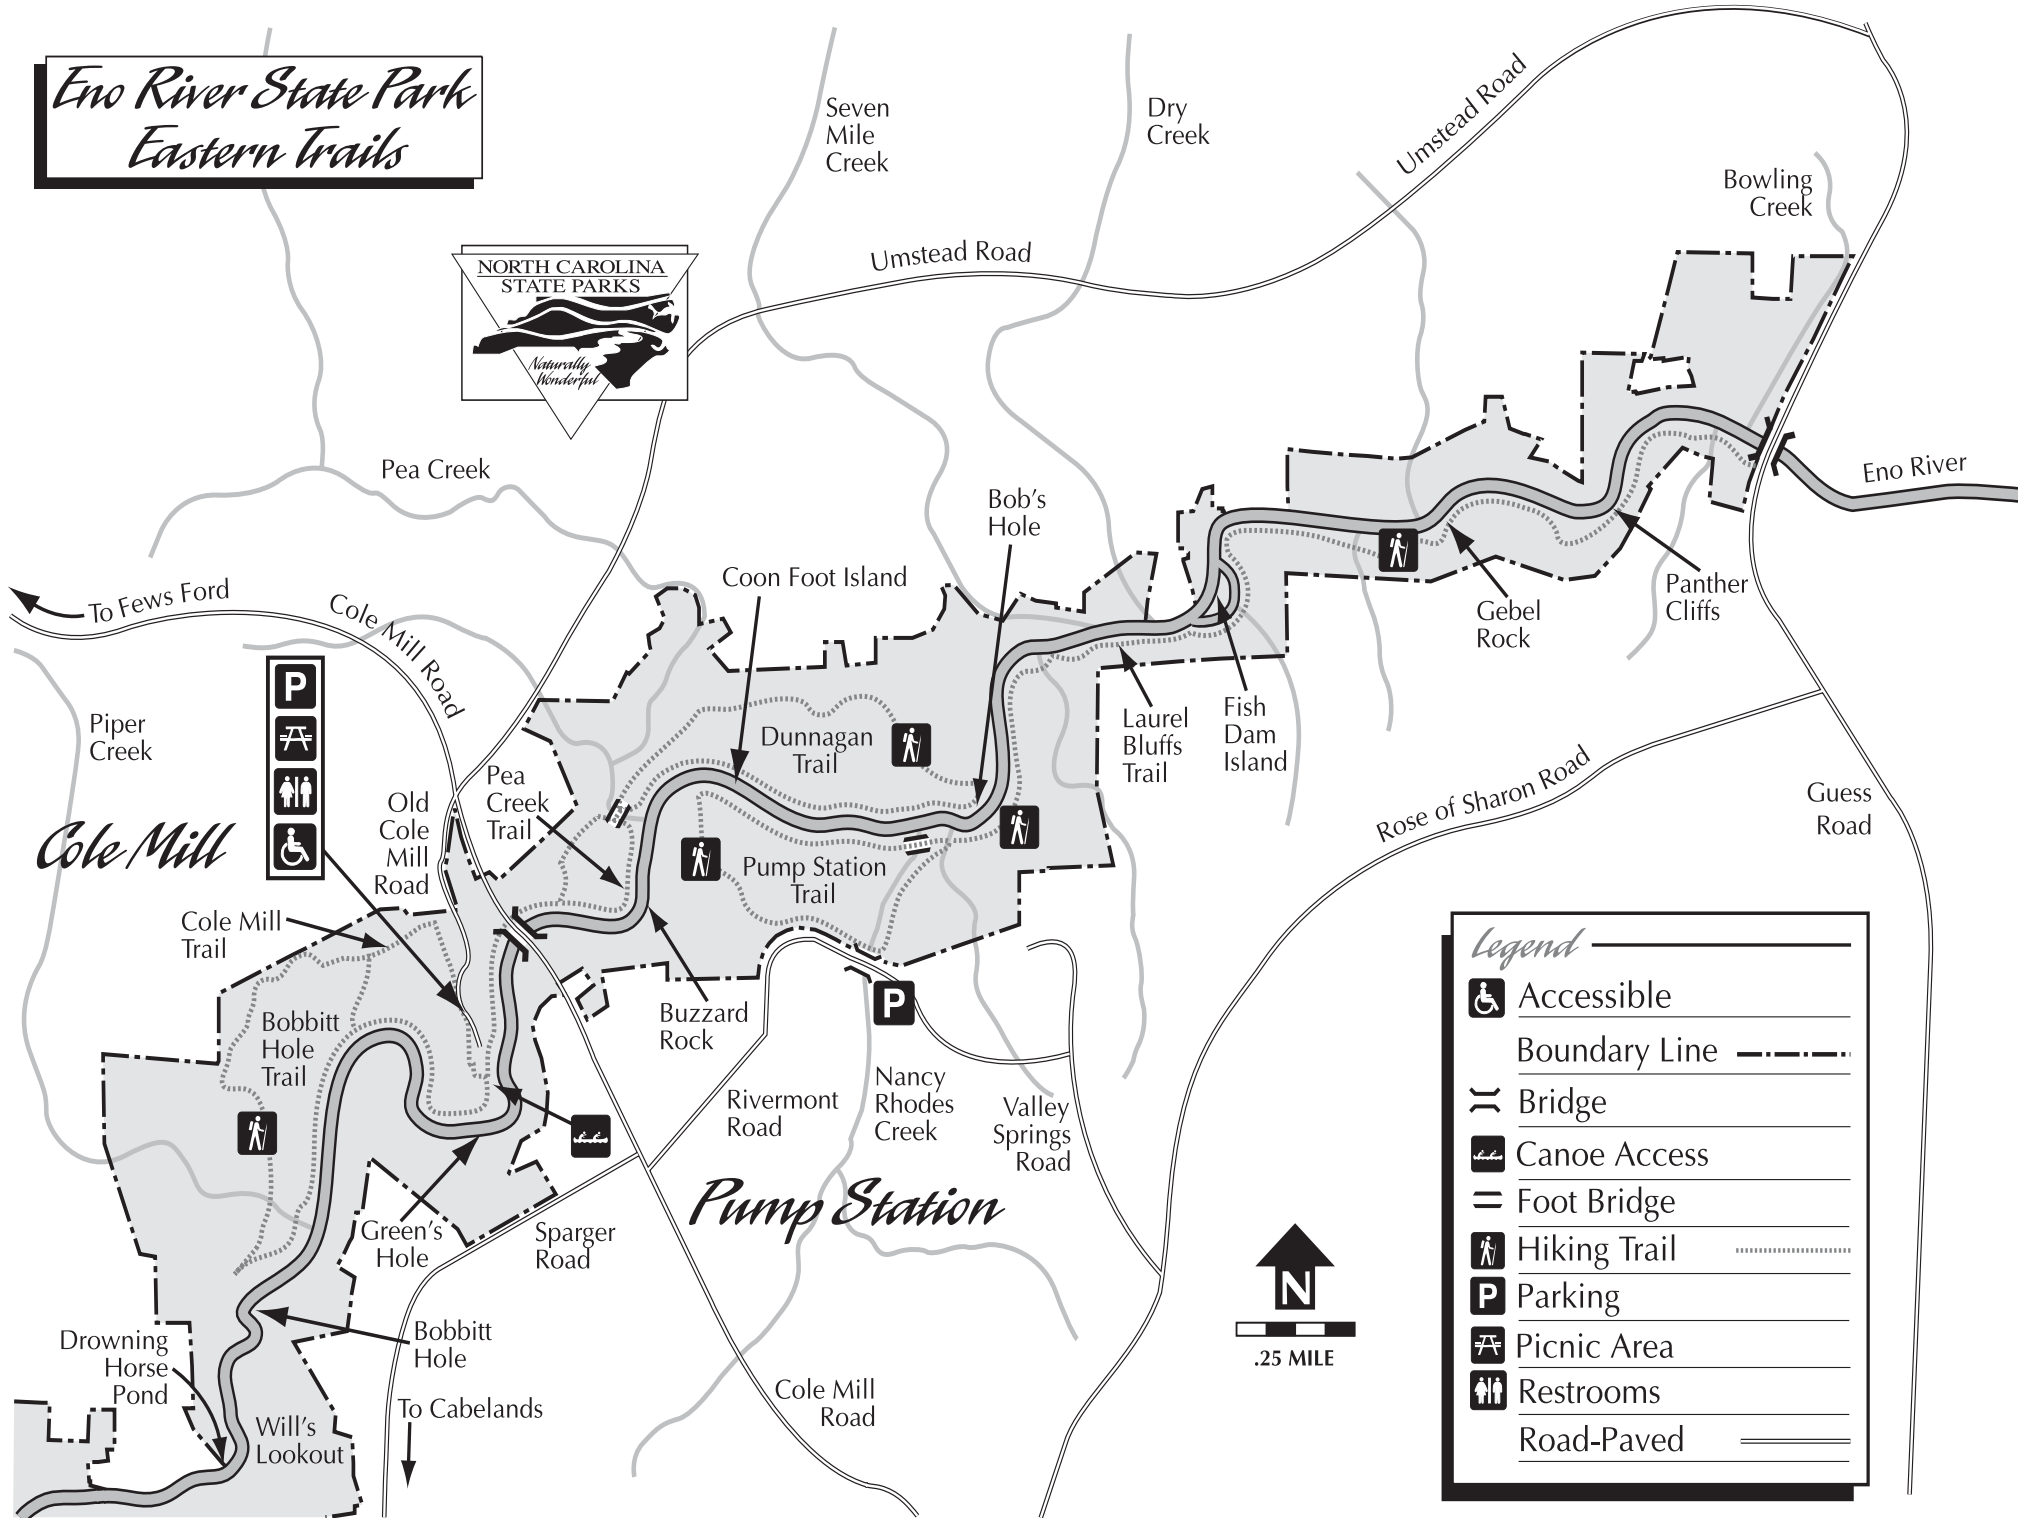 Eno River State Park
Eastern Trails
Seven
Mile
Creek
Dry
Creek
Umstead Road
Bowling
Creek
NORTH CAROLINA
STATE PARKS
Naturally
Wonderful
Umstead Road
Pea Creek
Bob's
Hole
Eno River
Coon Foot Island
To Fews Ford
Cole Mill Road
Gebel
Rock
Panther
Cliffs
P
Piper
Creek
Dunnagan
Trail
Laurel
Bluffs
Trail
Fish
Dam
Island
Pea
Creek
Trail
Old
Cole
Mill
Road
Rose of Sharon Road
Guess
Road
Cole Mill
Pump Station
Trail
Cole Mill
Trail
Buzzard
Rock
P
Bobbitt
Hole
Trail
Rivermont
Road
Nancy
Rhodes
Creek
Valley
Springs
Road
Pump Station
Green's
Hole
Sparger
Road
Drowning
Horse
Pond
Bobbitt
Hole
Will's
Lookout
To Cabelands
Cole Mill
Road
N
.25 MILE
Legend
Accessible
Boundary Line
Bridge
Canoe Access
Foot Bridge
Hiking Trail
P Parking
Picnic Area
Restrooms
Road-Paved